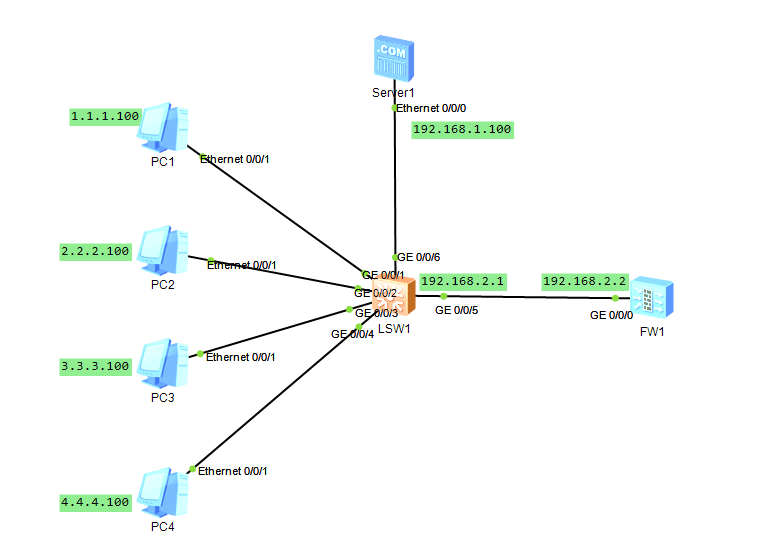 .COM
Server1
Ethernet 0/0/0
192.168.1.100
1.1.1.100
PC1
Ethernet 0/0/1
2.2.2.100
PC2
Ethernet 0/0/1
GE 0/0/6
GE 0/0/1
GE 0/0/2
GE 0/0/3
GE 0/0/4
LSW1
192.168.2.1
GE 0/0/5
192.168.2.2
GE 0/0/0
FW1
3.3.3.100
PC3
Ethernet 0/0/1
4.4.4.100
PC4
Ethernet 0/0/1